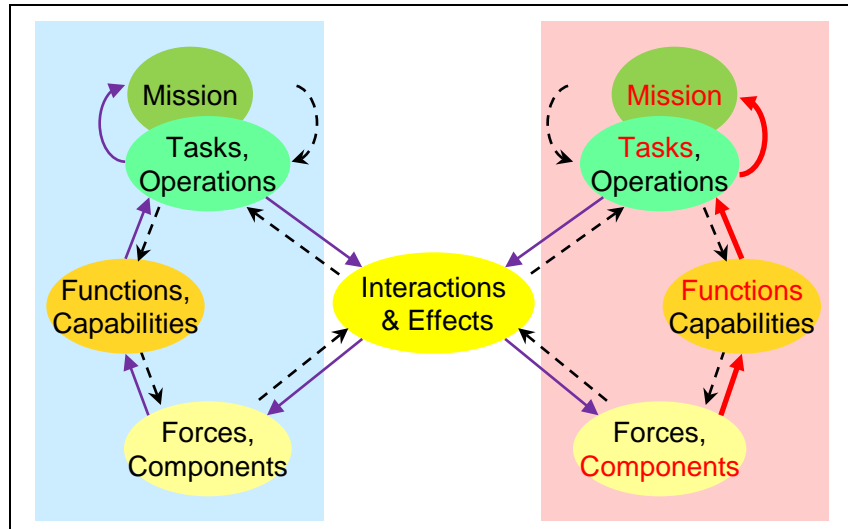 Mission
Tasks,
Operations
Functions,
Capabilities
Forces,
Components
Interactions
& Effects
Mission
Tasks,
Operations
Functions
Capabilities
Forces,
Components